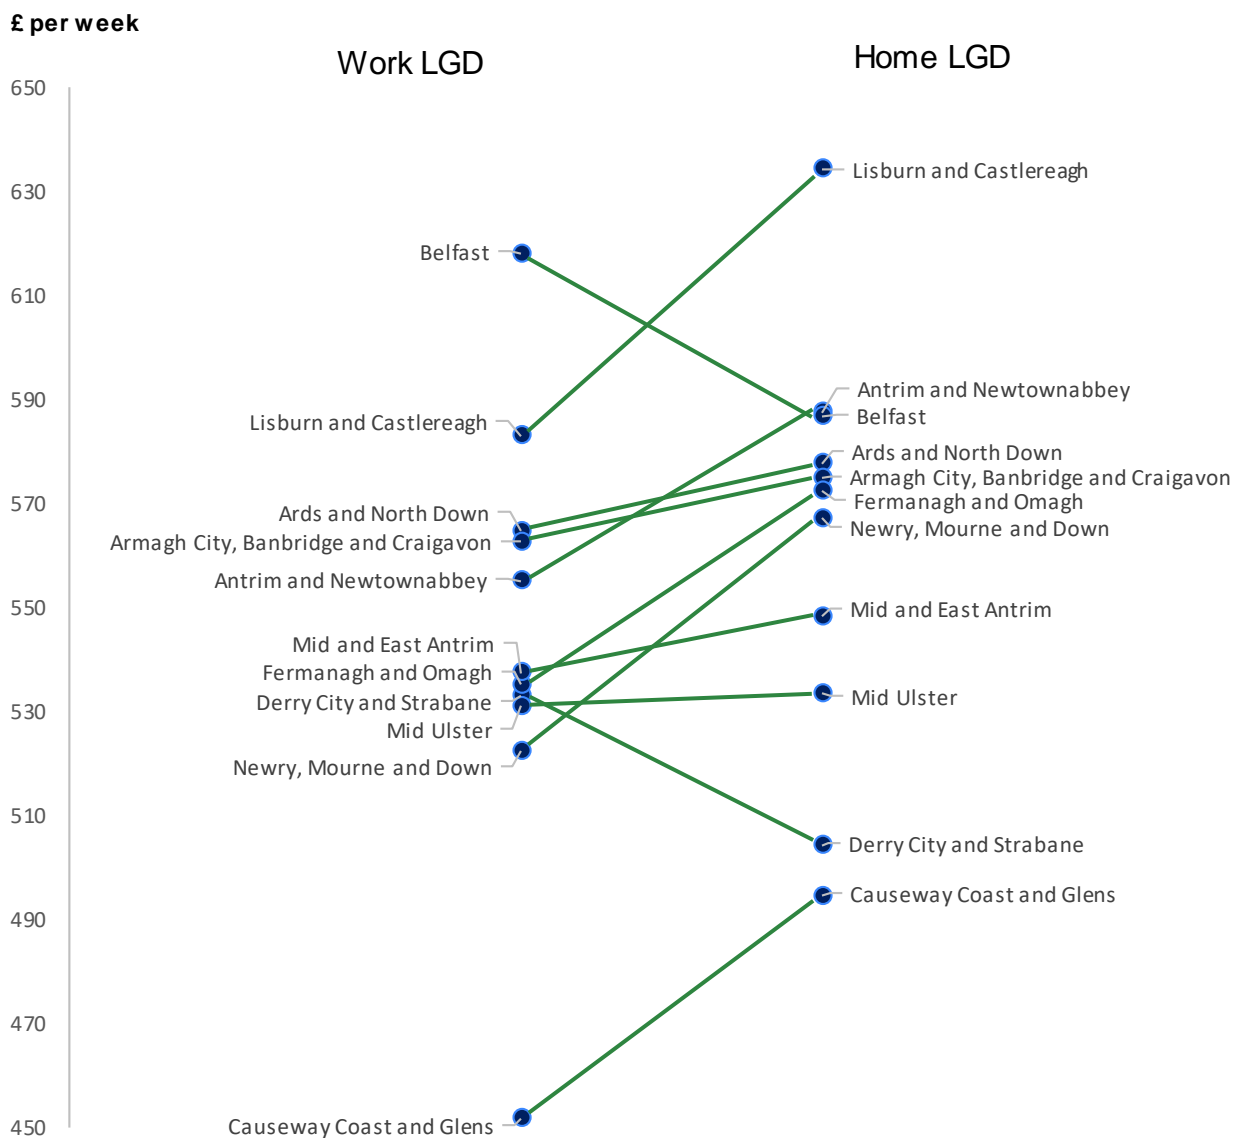 £ per week
Work LGD
Home LGD
650
630
610
590
570
550
530
510
490
470
450
Belfast
Lisburn and Castlereagh
Ards and North Down
Armagh City, Banbridge and Craigavon
Antrim and Newtownabbey
Mid and East Antrim
Fermanagh and Omagh
Derry City and Strabane
Mid Ulster
Newry, Mourne and Down
Causeway Coast and Glens
Lisburn and Castlereagh
Antrim and Newtownabbey
Belfast
Ards and North Down
Armagh City, Banbridge and Craigavon
Fermanagh and Omagh
Newry, Mourne and Down
Mid and East Antrim
Mid Ulster
Derry City and Strabane
Causeway Coast and Glens